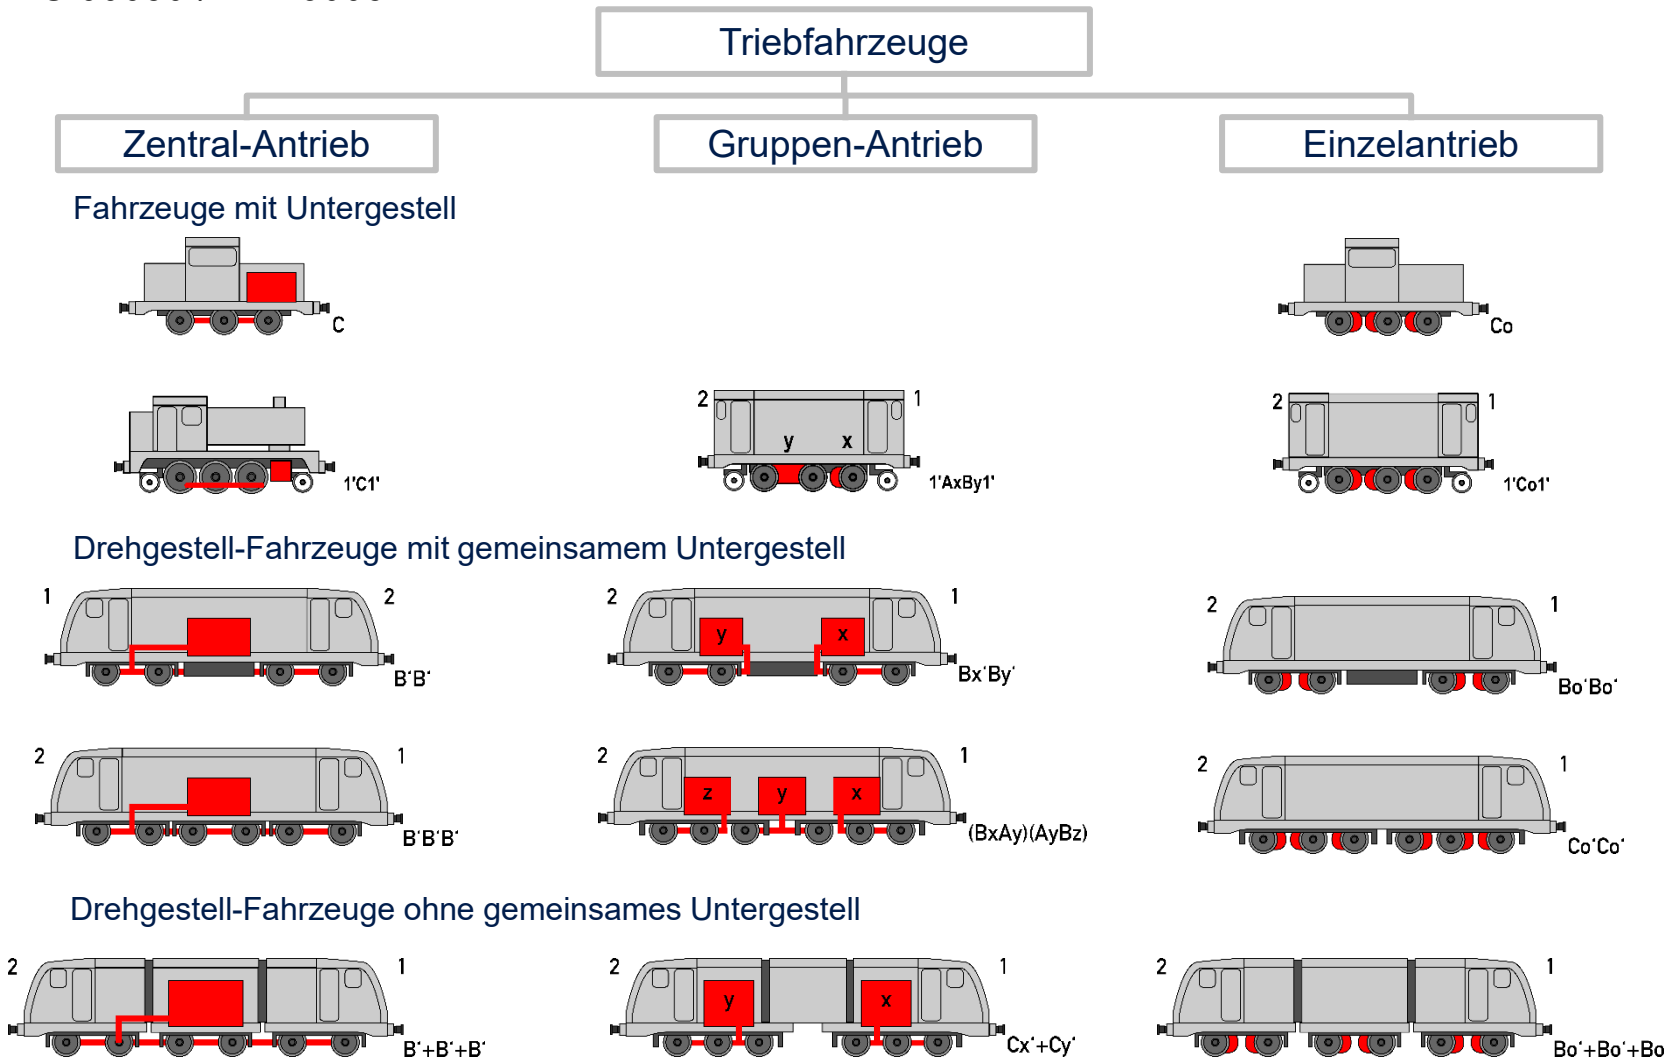 Triebfahrzeuge
Zentral-Antrieb
Gruppen-Antrieb
Einzelantrieb
Fahrzeuge mit Untergestell
C
Co
1'C1'
2 1
y x
1'AxBy1'
2 1
1'Co1'
Drehgestell-Fahrzeuge mit gemeinsamem Untergestell
1 2
B'B'
2 1
y x
Bx'By'
2 1
Bo'Bo'
2 1
B'B'B'
2 1
z y x
(BxAy)(AyBz)
2 1
Co'Co'
Drehgestell-Fahrzeuge ohne gemeinsames Untergestell
2 1
B'+B'+B'
2 1
y x
Cx'+Cy'
2 1
Bo'+Bo'+Bo